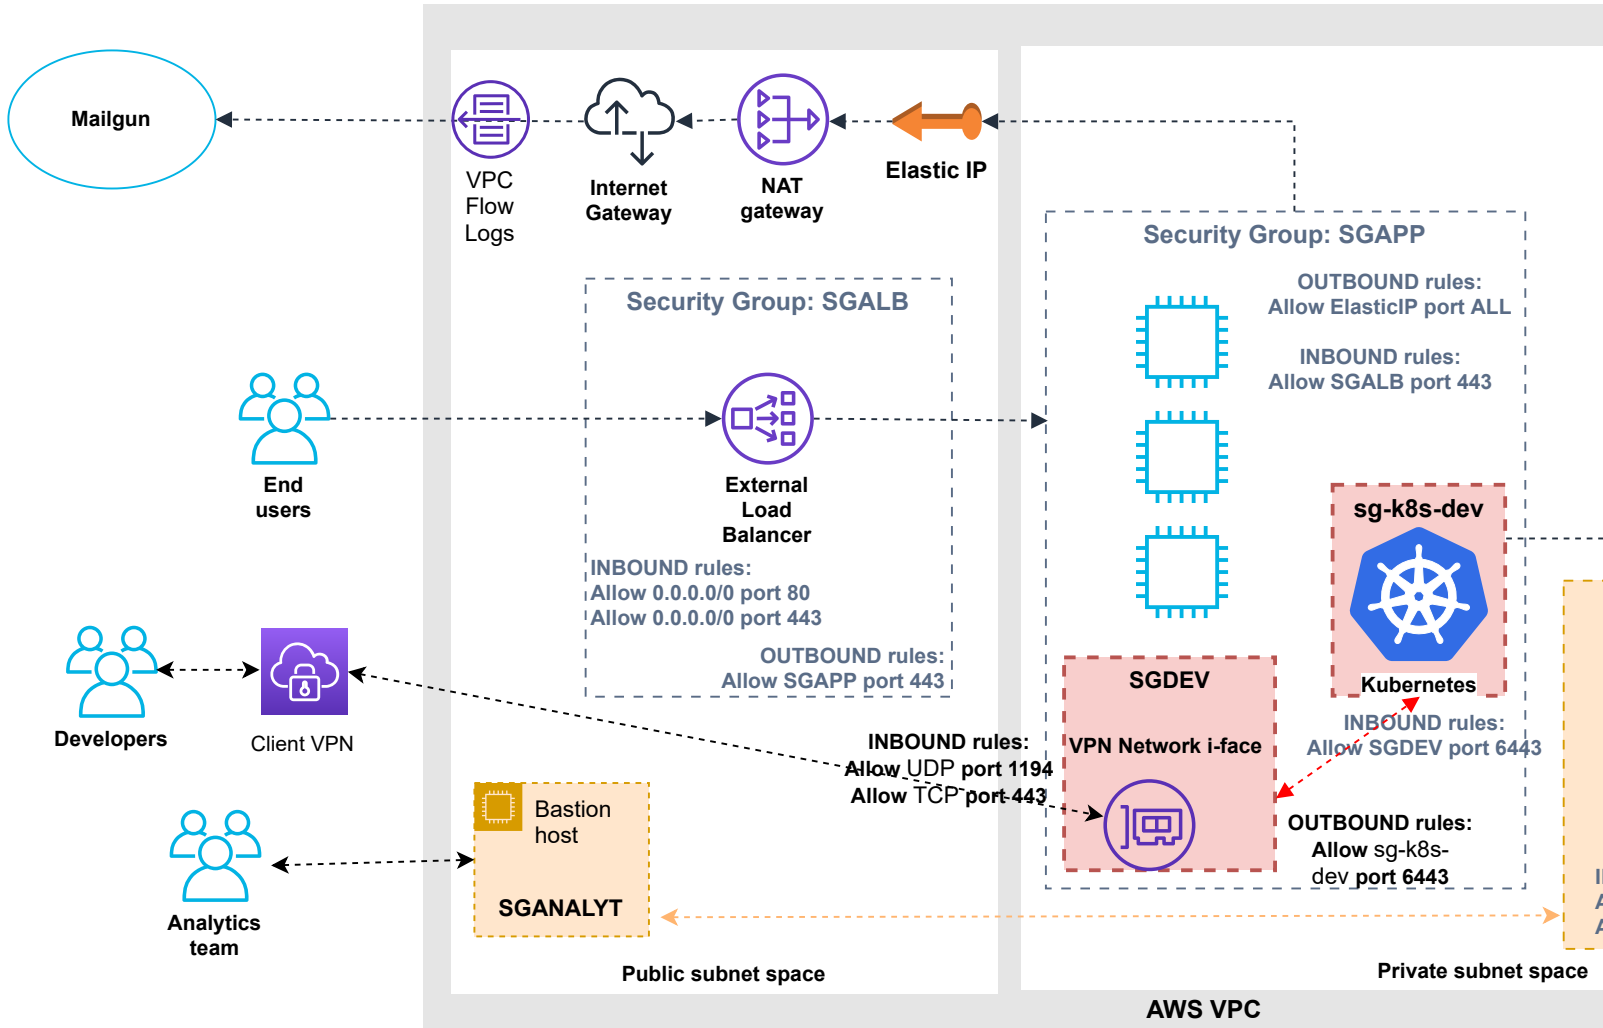 Mailgun
VPC
Flow
Logs
Internet
Gateway
NAT
gateway
Elastic IP
Security Group: SGAPP
OUTBOUND rules:
Allow ElasticIP port ALL
INBOUND rules:
Allow SGALB port 443
Security Group: SGALB
End
users
External
Load
Balancer
INBOUND rules:
Allow 0.0.0.0/0 port 80
Allow 0.0.0.0/0 port 443
OUTBOUND rules:
Allow SGAPP port 443
sg-k8s-dev
Kubernetes
INBOUND rules:
Allow SGDEV port 6443
Developers
Client VPN
SGDEV
VPN Network i-face
INBOUND rules:
Allow UDP port 1194
Allow TCP port 443
OUTBOUND rules:
Allow sg-k8s-
dev port 6443
Bastion
host
SGANALYT
Analytics
team
Public subnet space
Private subnet space
AWS VPC